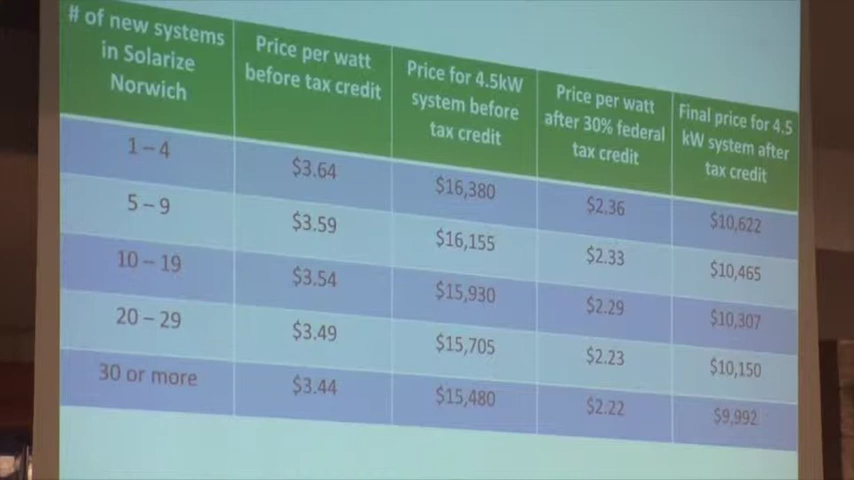 # of new systems
in Solarize
Norwich
Price per watt
before tax credit
Price for 4.5kW
system before
tax credit
Price per watt
after 30% federal
tax credit
Final price for 4.5
kW system after
tax credit
1 – 4
$3.64
$16,380
$2.36
$10,622
5 – 9
$3.59
$16,155
$2.33
$10,465
10 – 19
$3.54
$15,930
$2.29
$10,307
20 – 29
$3.49
$15,705
$2.23
$10,150
30 or more
$3.44
$15,480
$2.22
$9,992